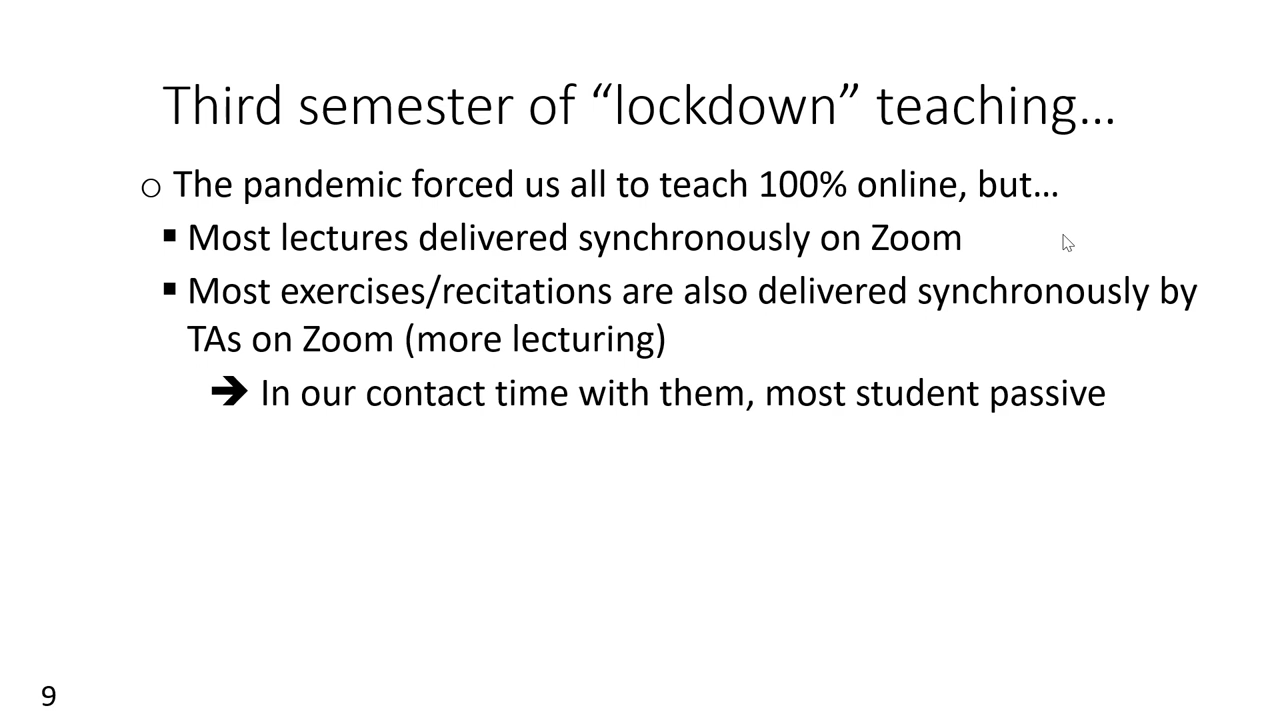 Third semester of “lockdown” teaching…
o The pandemic forced us all to teach 100% online, but…
▪ Most lectures delivered synchronously on Zoom
▪ Most exercises/recitations are also delivered synchronously by
TAs on Zoom (more lecturing)
➔ In our contact time with them, most student passive
9